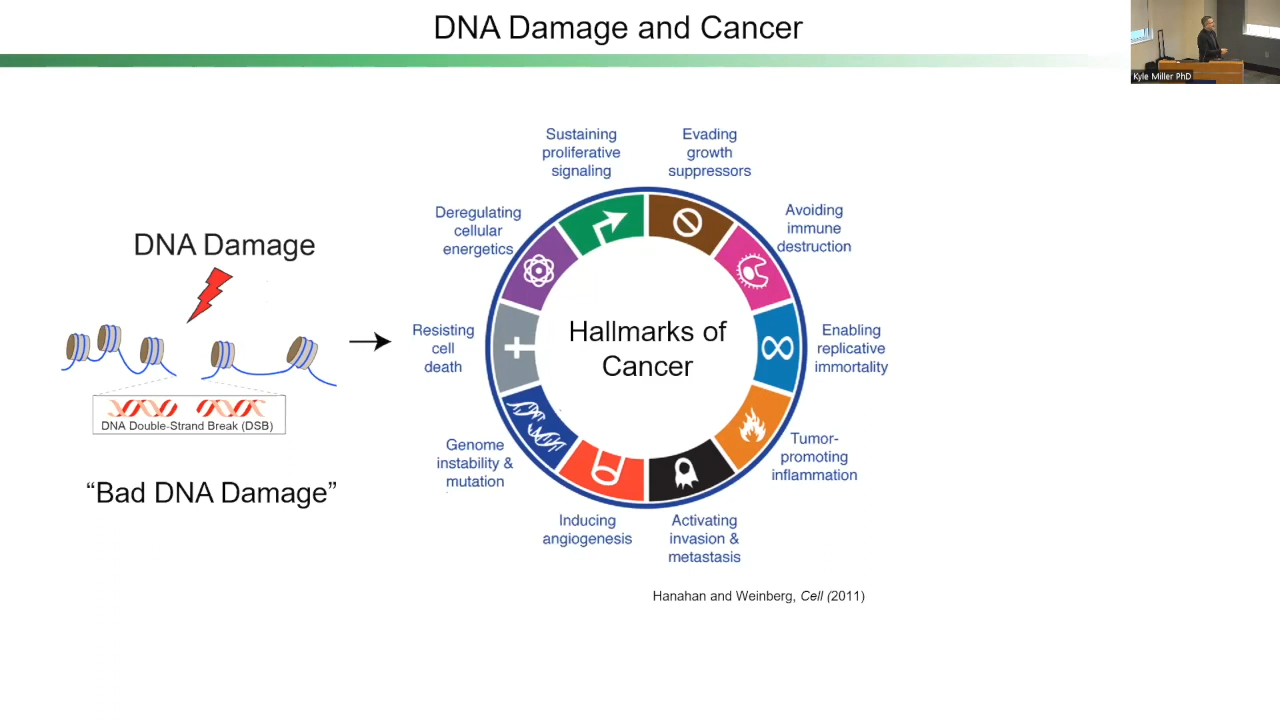 DNA Damage and Cancer
Kyle Miller PhD
DNA Damage
DNA Double-Strand Break (DSB)
“Bad DNA Damage”
Sustaining
proliferative
signaling
Evading
growth
suppressors
Deregulating
cellular
energetics
Avoiding
immune
destruction
Resisting
cell
death
Hallmarks of
Cancer
Enabling
replicative
immortality
Genome
instability &
mutation
Tumor-
promoting
inflammation
Inducing
angiogenesis
Activating
invasion &
metastasis
Hanahan and Weinberg, Cell (2011)